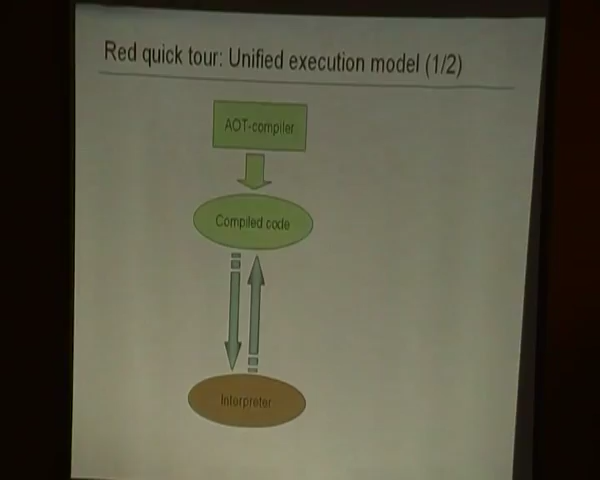 Red quick tour: Unified execution model (1/2)
AOT-compiler
Compiled code
Interpreter